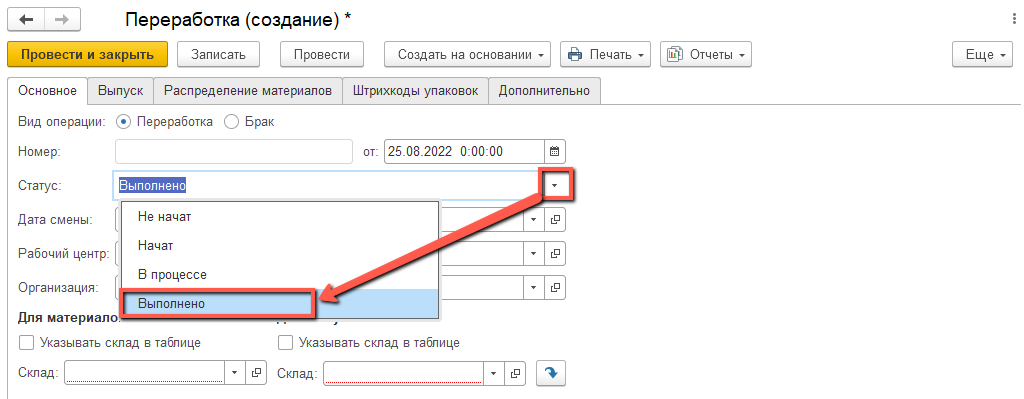 Переработка (создание) *
Провести и закрыть Записать Провести Создать на основании Печать Отчеты Еще
Основное Выпуск Распределение материалов Штрихкоды упаковок Дополнительно
Вид операции: Переработка Брак
Номер: от: 25.08.2022 0:00:00
Статус: Выполнено
Не начат
Дата смены:
Начат
Рабочий центр:
В процессе
Организация:
Выполнено
Для материало
Указывать склад в таблице Указывать склад в таблице
Склад: Склад: